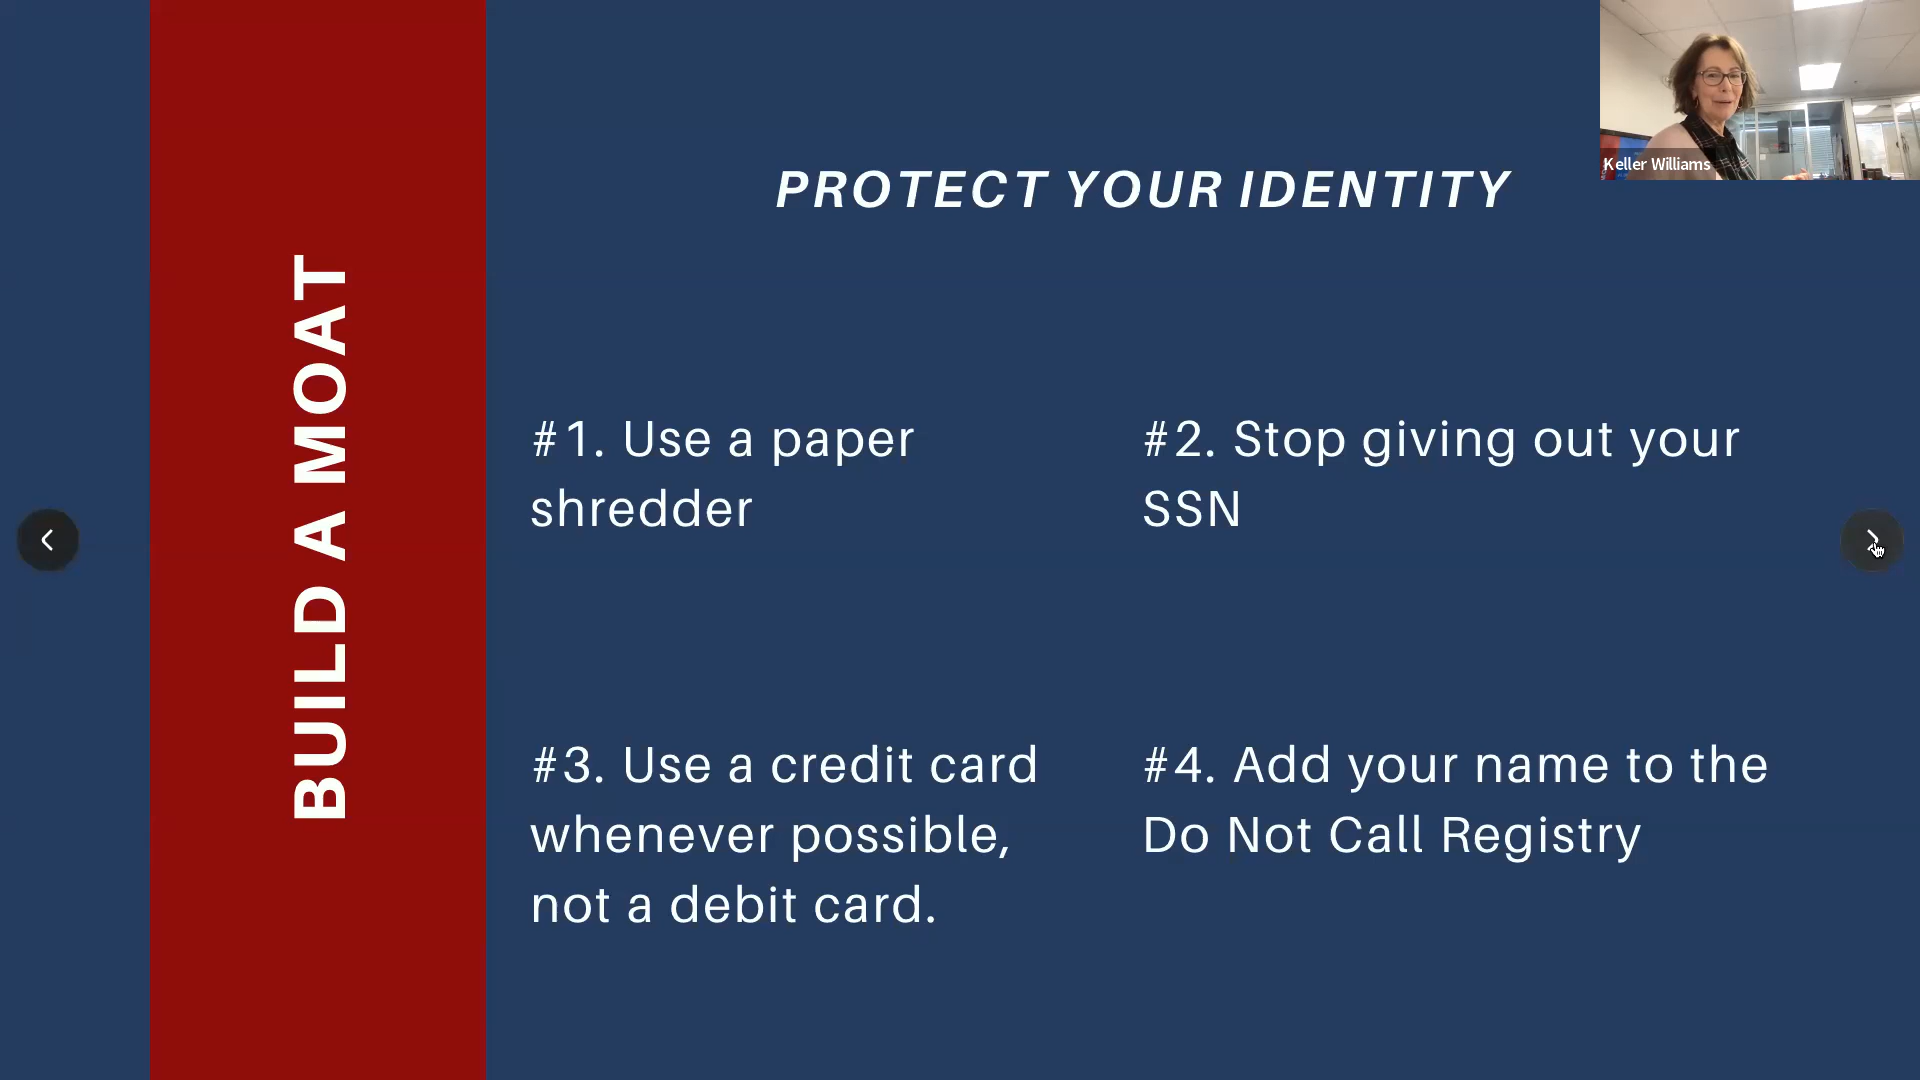 BUILD A MOAT
PROTECT YOUR IDENTITY
Keller Williams
#1. Use a paper
shredder
#2. Stop giving out your
SSN
#3. Use a credit card
whenever possible,
not a debit card.
#4. Add your name to the
Do Not Call Registry